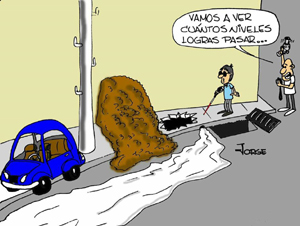 VAMOS A VER
CUÁNTOS NIVELES
LOGRAS PASAR...
JORGE